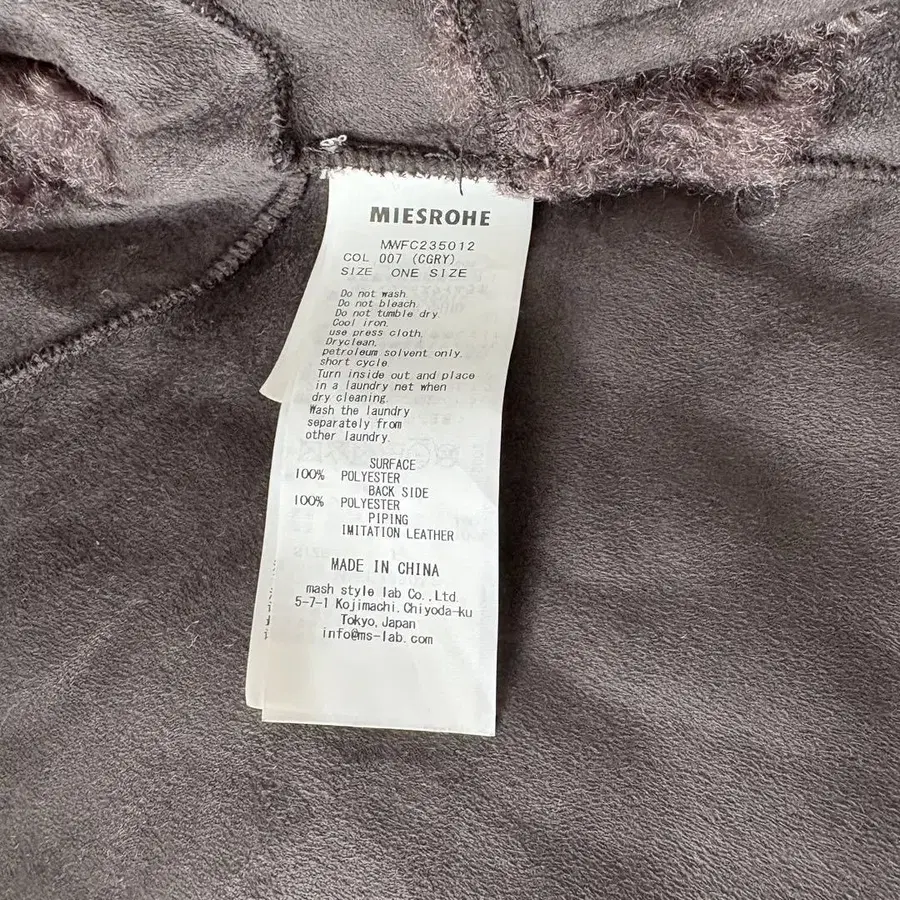 MIESROHE
MWFC235012
COL 007 (CGRY)
SIZE ONE SIZE
Do not wash.
Do not bleach.
Do not tumble dry.
Cool iron.
use press cloth.
Dryclean,
petroleum solvent only.
short cycle
Turn inside out and place
in a laundry net when
dry cleaning.
Wash the laundry
separately from
other laundry.
SURFACE
100% POLYESTER
BACK SIDE
100% POLYESTER
PIPING
IMITATION LEATHER
MADE IN CHINA
mash style lab Co.,Ltd.
5-7-1 Kojimachi,Chiyoda-ku
Tokyo,Japan
info@ms-lab.com